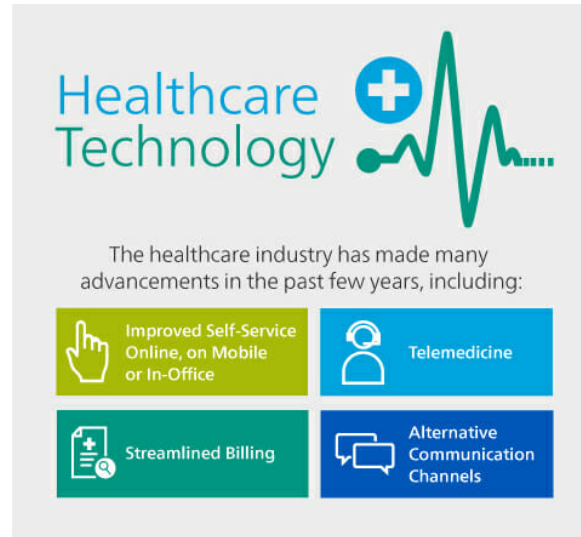 Healthcare
Technology
The healthcare industry has made many
advancements in the past few years, including:
Improved Self-Service
Online, on Mobile
or In-Office
Telemedicine
Streamlined Billing
Alternative
Communication
Channels